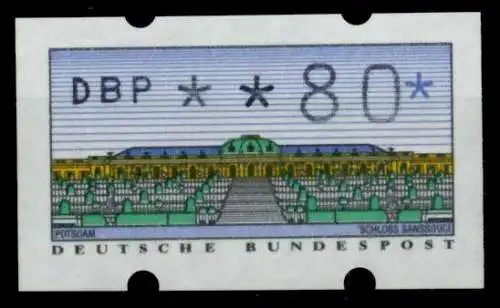 DBP * * 80*
POTSDAM SCHLOSS SANSSOUCI
DEUTSCHE BUNDESPOST